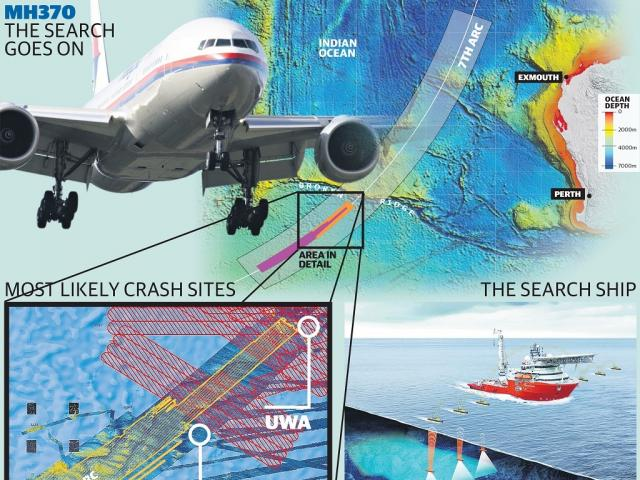 MH370
THE SEARCH
GOES ON
INDIAN
OCEAN
7TH ARC
EXMOUTH
OCEAN
DEPTH
0
2000m
4000m
7000m
PERTH
BROKEN RIDGE
AREA IN
DETAIL
MOST LIKELY CRASH SITES
THE SEARCH SHIP
UWA